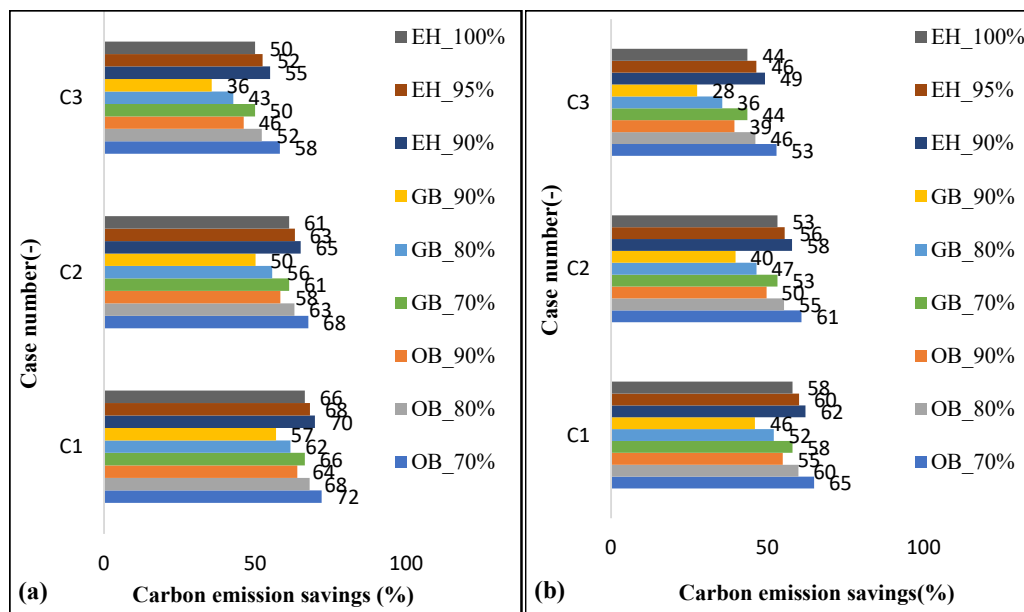 Case number(-)
C3
50
52
55
36
43
50
46
52
58
C2
61
63
65
50
56
61
58
63
68
C1
66
68
70
57
62
66
64
68
72
0
50
100
Carbon emission savings (%)
(a)
EH_100%
EH_95%
EH_90%
GB_90%
GB_80%
GB_70%
OB_90%
OB_80%
OB_70%
Case number(-)
C3
44
46
49
28
36
44
39
46
53
C2
53
56
58
40
47
53
50
55
61
C1
58
60
62
46
52
58
55
60
65
0
50
100
Carbon emission savings(%)
(b)
EH_100%
EH_95%
EH_90%
GB_90%
GB_80%
GB_70%
OB_90%
OB_80%
OB_70%